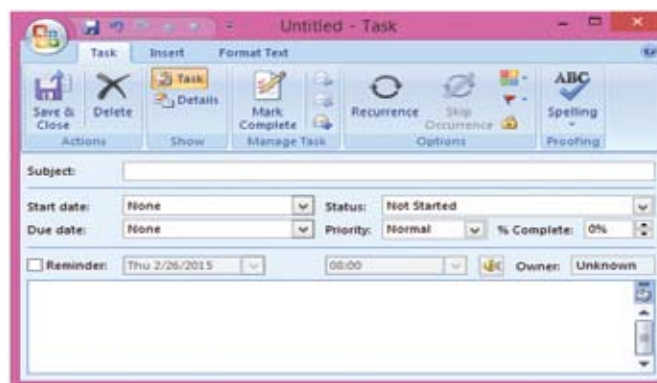 Untitled - Task
Task Insert Format Text
Save & Close Delete Task Details Mark Complete Recurrence Skip Occurrence ABC Spelling
Actions Show Manage Task Options Proofing
Subject:
Start date: None Status: Not Started
Due date: None Priority: Normal % Complete: 0%
Reminder: Thu 2/26/2015 08:00 Owner: Unknown